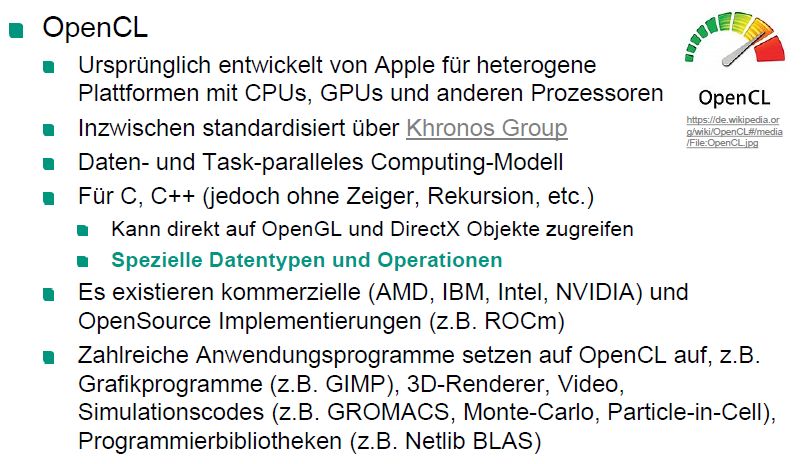 OpenCL
Ursprünglich entwickelt von Apple für heterogene
Plattformen mit CPUs, GPUs und anderen Prozessoren
Inzwischen standardisiert über Khronos Group
Daten- und Task-paralleles Computing-Modell
Für C, C++ (jedoch ohne Zeiger, Rekursion, etc.)
Kann direkt auf OpenGL und DirectX Objekte zugreifen
Spezielle Datentypen und Operationen
Es existieren kommerzielle (AMD, IBM, Intel, NVIDIA) und
OpenSource Implementierungen (z.B. ROCm)
Zahlreiche Anwendungsprogramme setzen auf OpenCL auf, z.B.
Grafikprogramme (z.B. GIMP), 3D-Renderer, Video,
Simulationscodes (z.B. GROMACS, Monte-Carlo, Particle-in-Cell),
Programmierbibliotheken (z.B. Netlib BLAS)
OpenCL
https://de.wikipedia.or
g/wiki/OpenCL#/media
/File:OpenCL.jpg